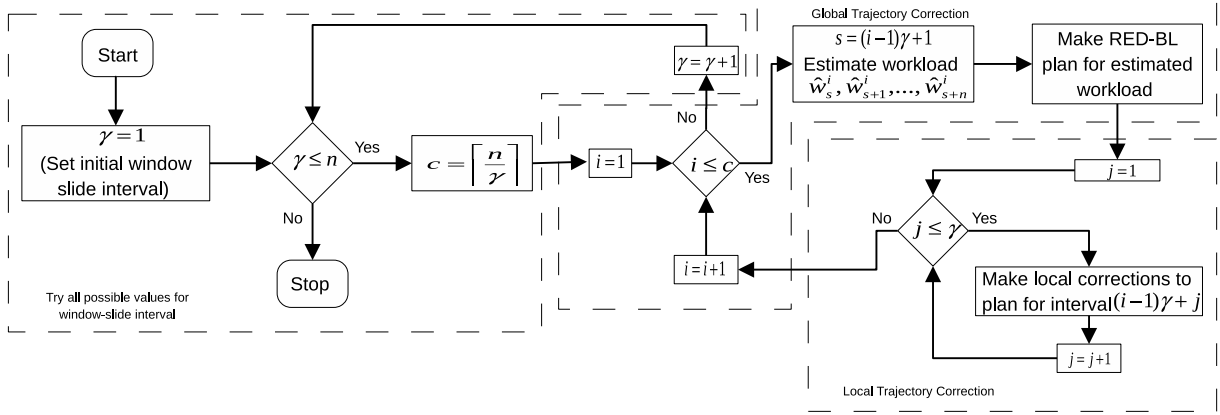 Start
γ=1
(Set initial window
slide interval)
γ≤n
Yes
No
Stop
Try all possible values for
window-slide interval
c=⌈n/γ⌉
γ=γ+1
i=1
i≤c
No
Yes
i=i+1
Global Trajectory Correction
s=(i−1)γ+1
Estimate workload
ŵ_s^i, ŵ_{s+1}^i,..., ŵ_{s+n}^i
Make RED-BL
plan for estimated
workload
j=1
j≤γ
No
Yes
Make local corrections to
plan for interval(i−1)γ+j
j=j+1
Local Trajectory Correction